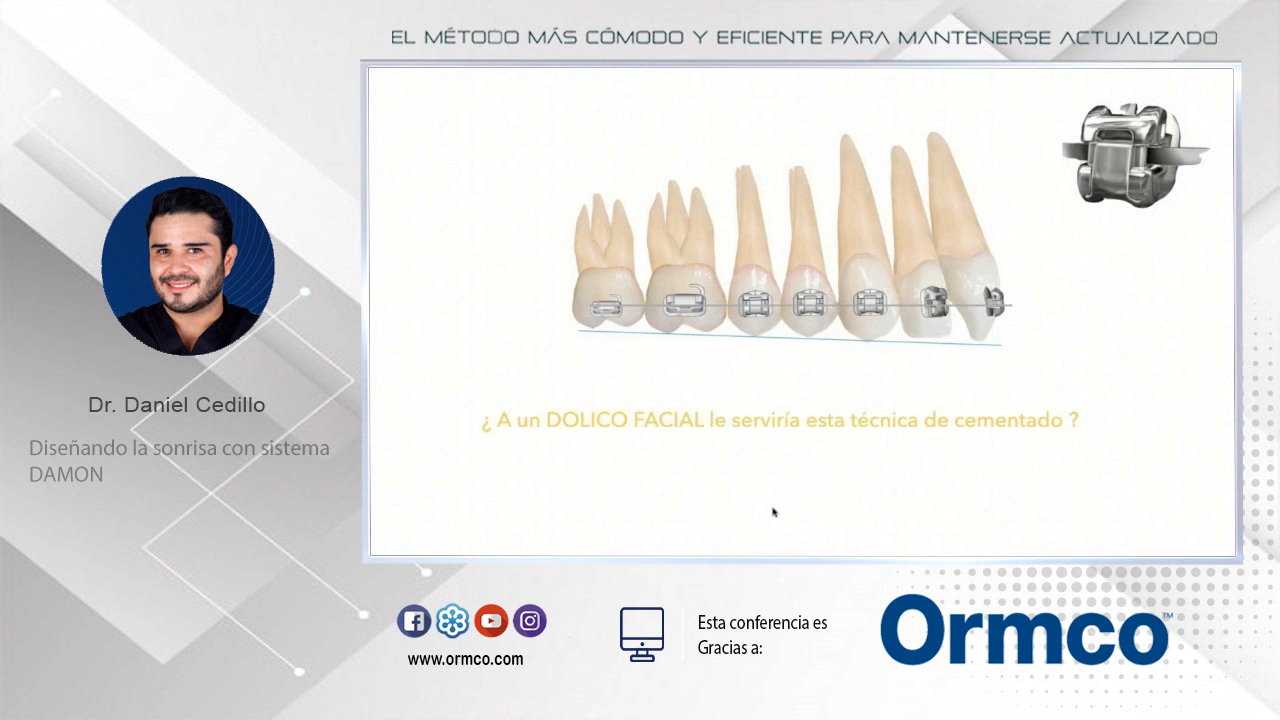 EL MÉTODO MÁS CÓMODO Y EFICIENTE PARA MANTENERSE ACTUALIZADO
¿ A un DOLICO FACIAL le serviría esta técnica de cementado ?
Dr. Daniel Cedillo
Diseñando la sonrisa con sistema
DAMON
www.ormco.com
Esta conferencia es
Gracias a:
Ormco™